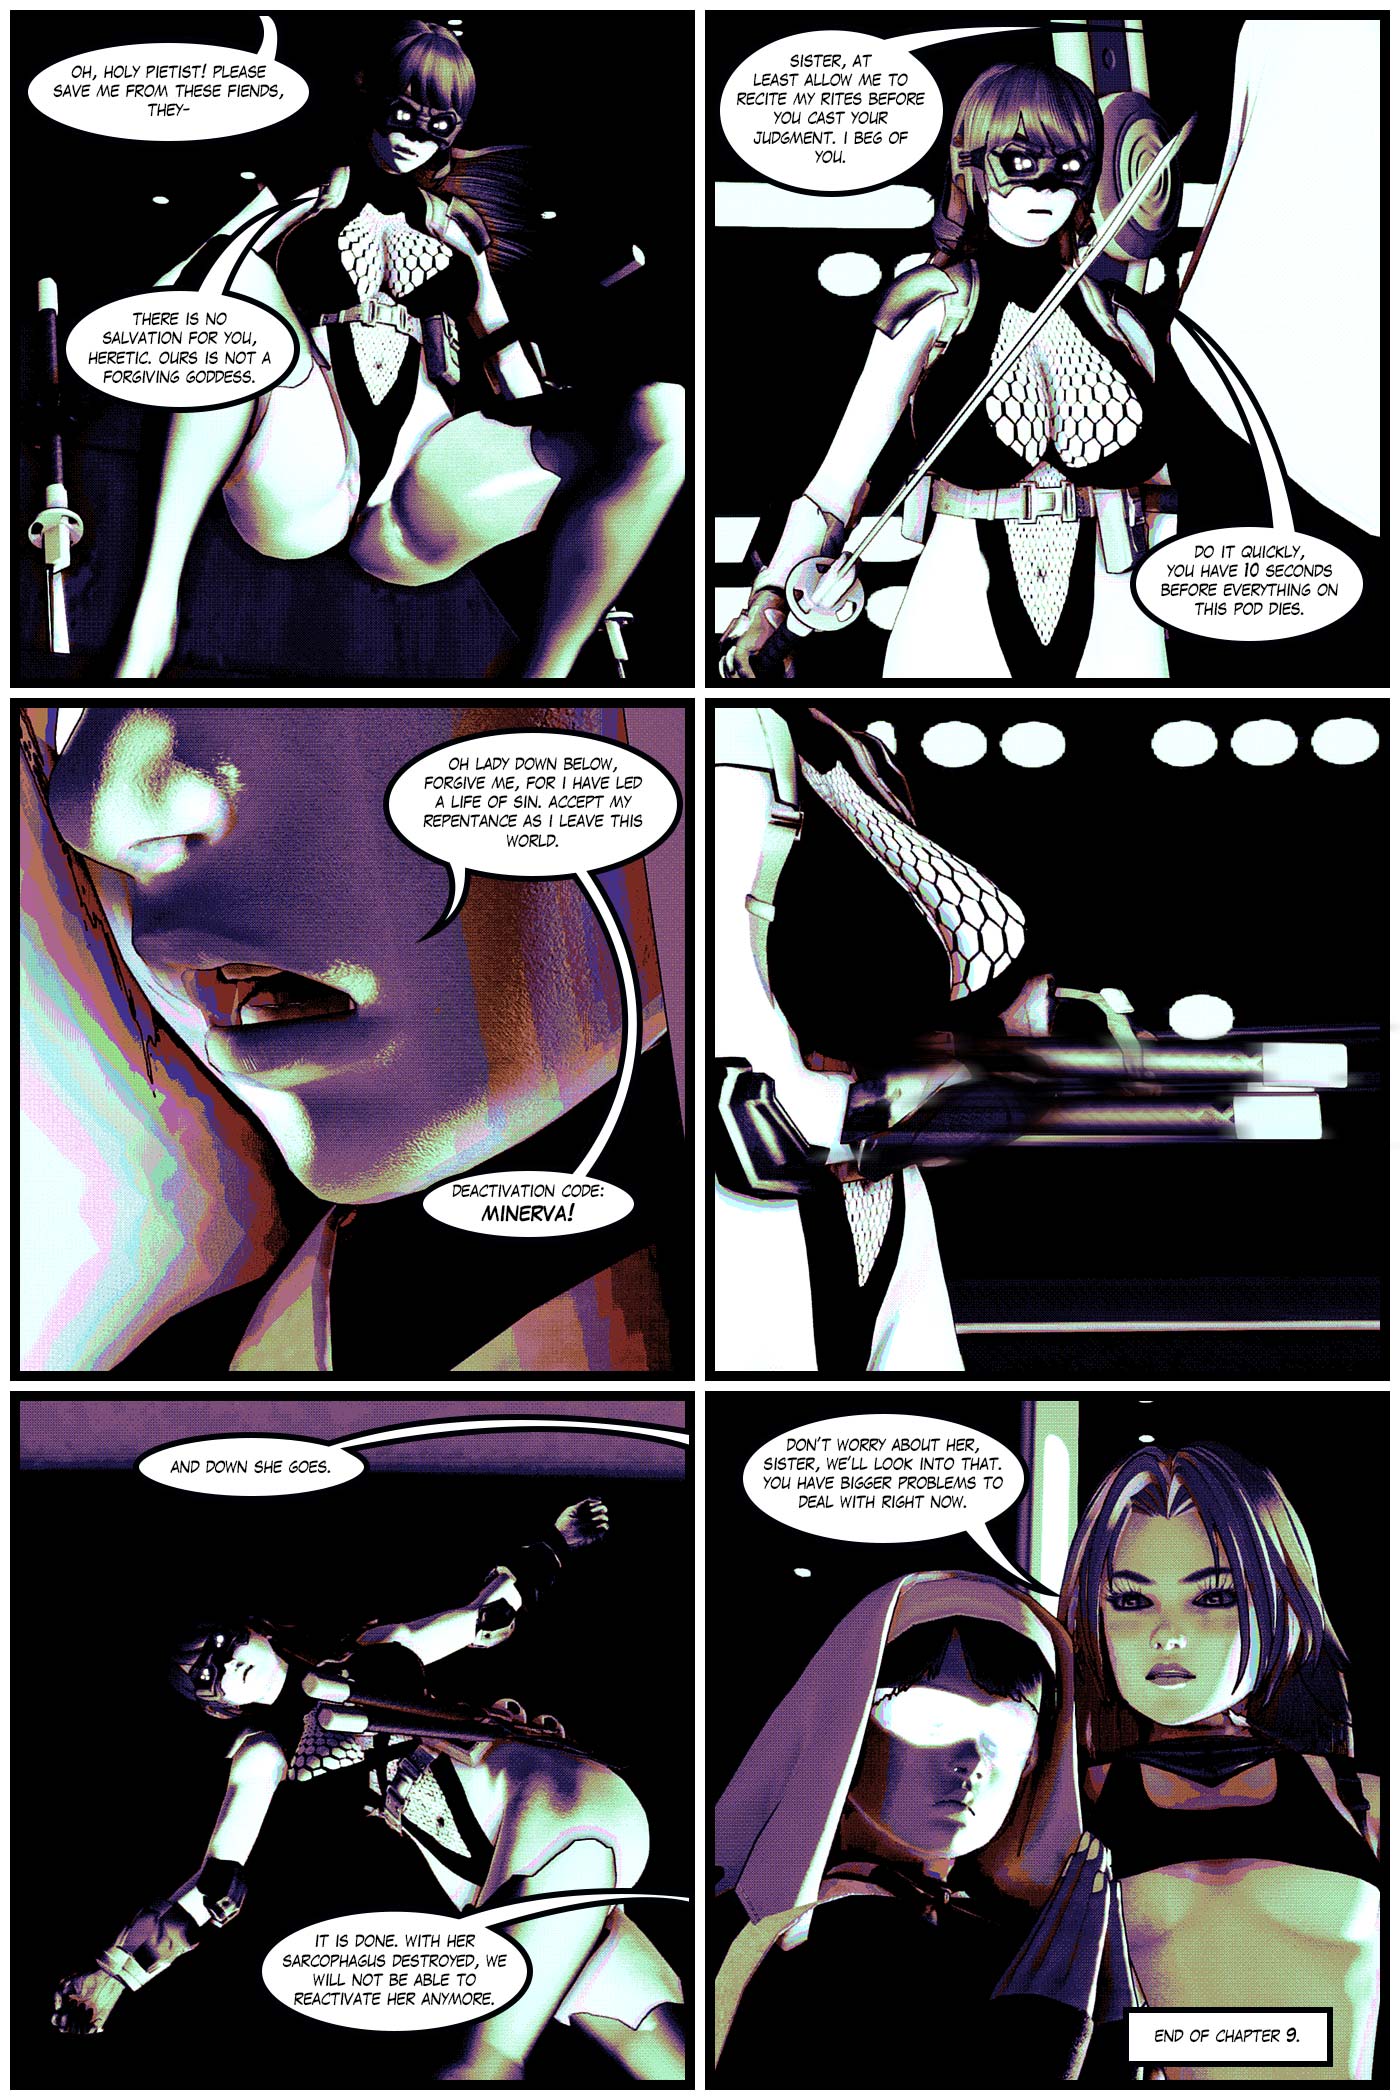 OH, HOLY PIETIST! PLEASE
SAVE ME FROM THESE FIENDS,
THEY-
THERE IS NO
SALVATION FOR YOU,
HERETIC. OURS IS NOT A
FORGIVING GODDESS.
SISTER, AT
LEAST ALLOW ME TO
RECITE MY RITES BEFORE
YOU CAST YOUR
JUDGMENT. I BEG OF
YOU.
DO IT QUICKLY,
YOU HAVE 10 SECONDS
BEFORE EVERYTHING ON
THIS POD DIES.
OH LADY DOWN BELOW,
FORGIVE ME, FOR I HAVE LED
A LIFE OF SIN. ACCEPT MY
REPENTANCE AS I LEAVE THIS
WORLD.
DEACTIVATION CODE:
MINERVA!
AND DOWN SHE GOES.
IT IS DONE. WITH HER
SARCOPHAGUS DESTROYED, WE
WILL NOT BE ABLE TO
REACTIVATE HER ANYMORE.
DON'T WORRY ABOUT HER,
SISTER, WE'LL LOOK INTO THAT.
YOU HAVE BIGGER PROBLEMS TO
DEAL WITH RIGHT NOW.
END OF CHAPTER 9.